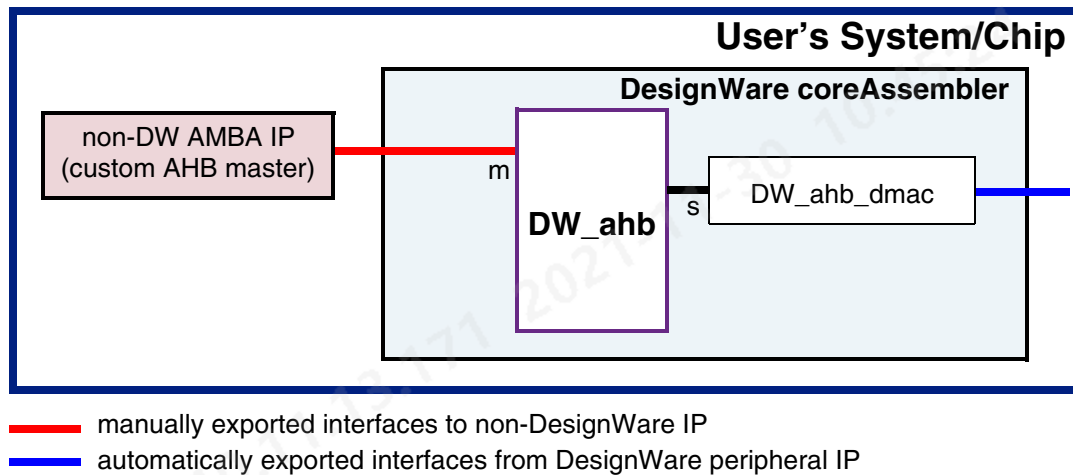 User’s System/Chip
DesignWare coreAssembler
non-DW AMBA IP
(custom AHB master)
m
DW_ahb
s
DW_ahb_dmac
manually exported interfaces to non-DesignWare IP
automatically exported interfaces from DesignWare peripheral IP